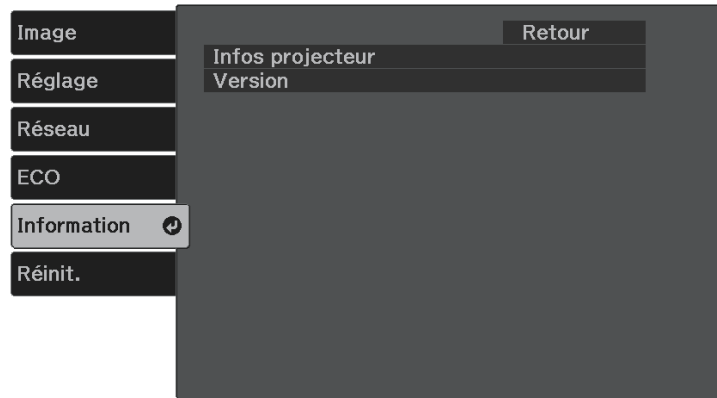 Image
Réglage
Réseau
ECO
Information
Réinit.
Retour
Infos projecteur
Version